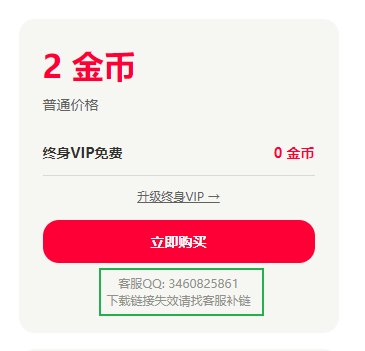 2 金币
普通价格
终身VIP免费 0 金币
升级终身VIP →
立即购买
客服QQ: 3460825861
下载链接失效请找客服补链